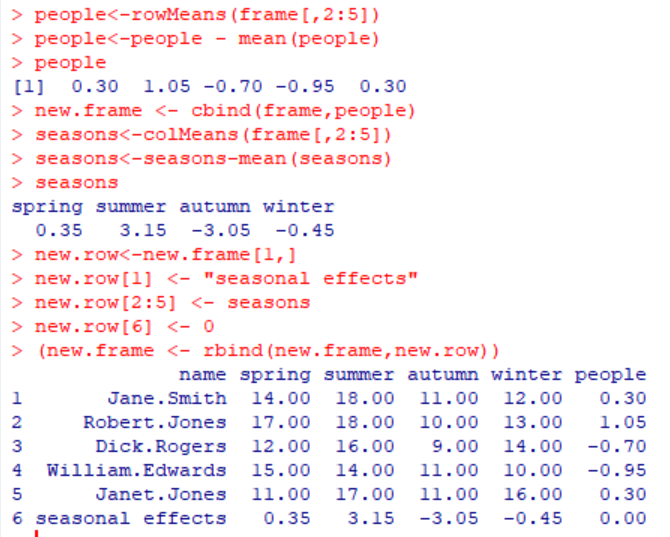 > people<-rowMeans(frame[,2:5])
> people<-people - mean(people)
> people
[1]  0.30  1.05 -0.70 -0.95  0.30
> new.frame <- cbind(frame,people)
> seasons<-colMeans(frame[,2:5])
> seasons<-seasons-mean(seasons)
> seasons
spring summer autumn winter
  0.35   3.15  -3.05  -0.45
> new.row<-new.frame[1,]
> new.row[1] <- "seasonal effects"
> new.row[2:5] <- seasons
> new.row[6] <- 0
> (new.frame <- rbind(new.frame,new.row))
              name spring summer autumn winter people
1       Jane.Smith  14.00  18.00  11.00  12.00   0.30
2     Robert.Jones  17.00  18.00  10.00  13.00   1.05
3      Dick.Rogers  12.00  16.00   9.00  14.00  -0.70
4  William.Edwards  15.00  14.00  11.00  10.00  -0.95
5      Janet.Jones  11.00  17.00  11.00  16.00   0.30
6 seasonal effects   0.35   3.15  -3.05  -0.45   0.00